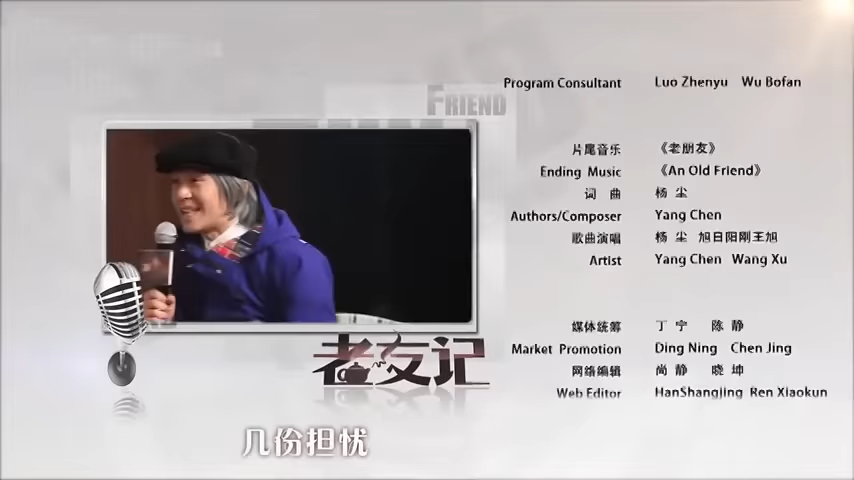 FRIEND
老友记
几份担忧
Program Consultant Luo Zhenyu Wu Bofan
片尾音乐 《老朋友》
Ending Music 《An Old Friend》
词 曲 杨 尘
Authors/Composer Yang Chen
歌曲演唱 杨 尘 旭日阳刚王旭
Artist Yang Chen Wang Xu
媒体统筹 丁 宁 陈 静
Market Promotion Ding Ning Chen Jing
网络编辑 尚 静 晓 坤
Web Editor HanShangjing Ren Xiaokun